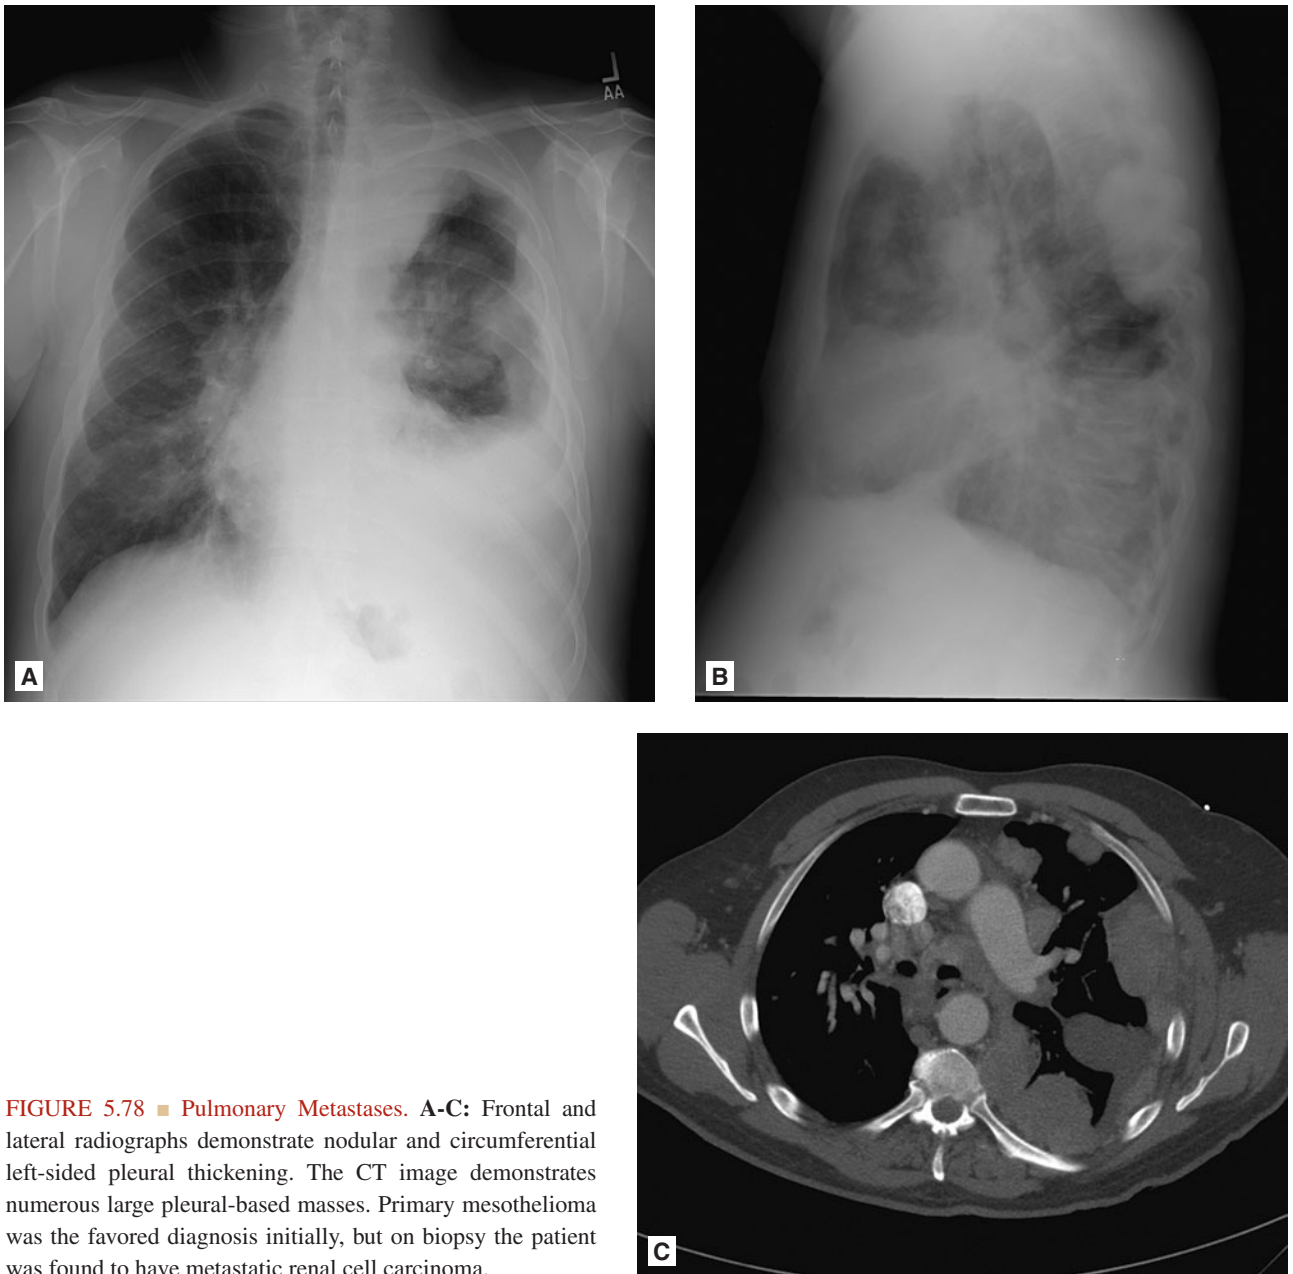 L
AA
A
B
C
FIGURE 5.78 ■ Pulmonary Metastases. A-C: Frontal and
lateral radiographs demonstrate nodular and circumferential
left-sided pleural thickening. The CT image demonstrates
numerous large pleural-based masses. Primary mesothelioma
was the favored diagnosis initially, but on biopsy the patient
was found to have metastatic renal cell carcinoma.